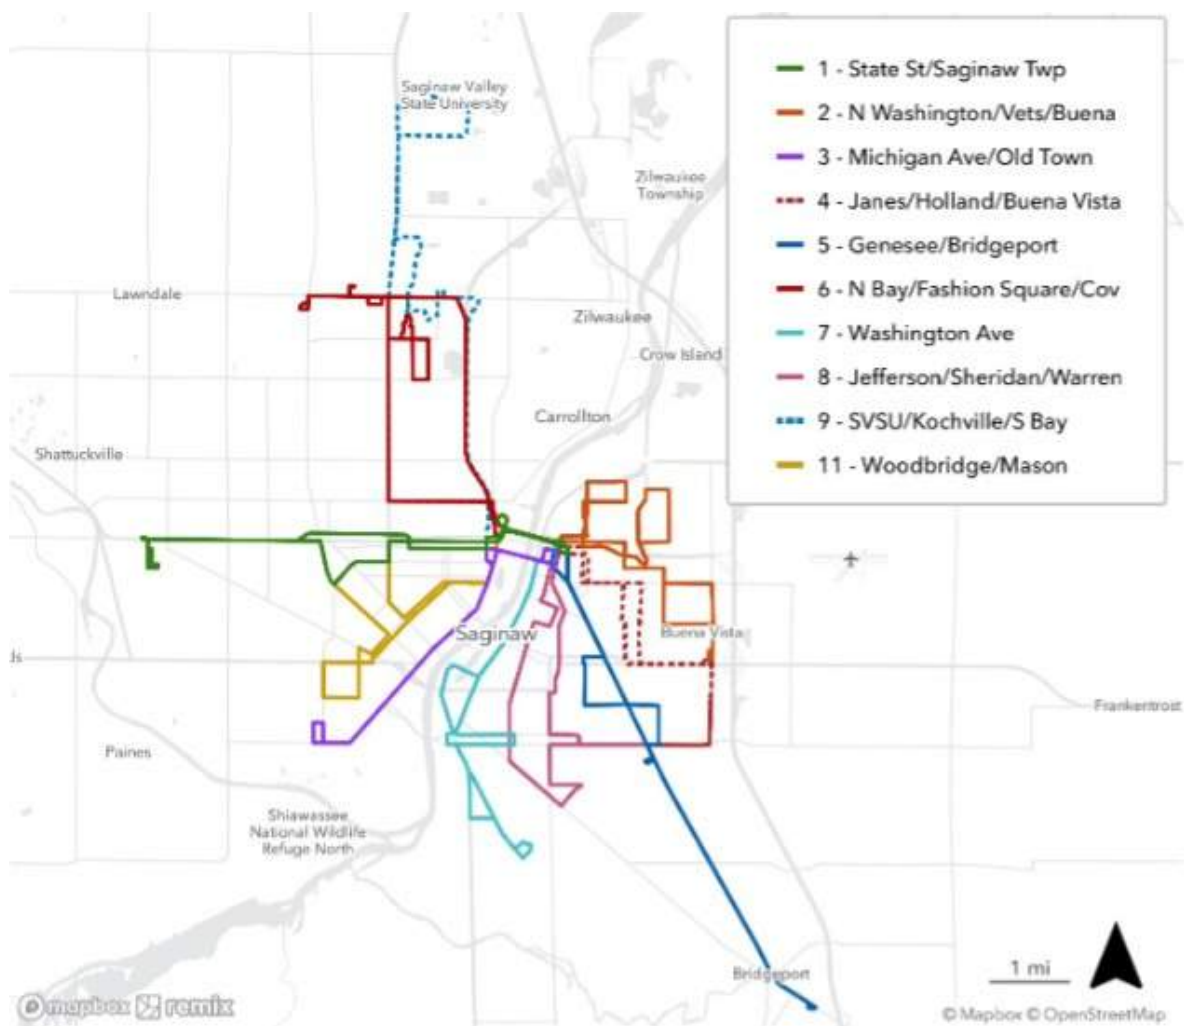 Saginaw Valley
State University
Zilwaukee
Township
Lawndale
Zilwaukee
Crow Island
Carrollton
Shattuckville
Saginaw
Buena Vista
ds
Frankentrost
Paines
Shiawassee
National Wildlife
Refuge North
Bridgeport
1 - State St/Saginaw Twp
2 - N Washington/Vets/Buena
3 - Michigan Ave/Old Town
4 - Janes/Holland/Buena Vista
5 - Genesee/Bridgeport
6 - N Bay/Fashion Square/Cov
7 - Washington Ave
8 - Jefferson/Sheridan/Warren
9 - SVSU/Kochville/S Bay
11 - Woodbridge/Mason
1 mi
mapbox remix
© Mapbox © OpenStreetMap